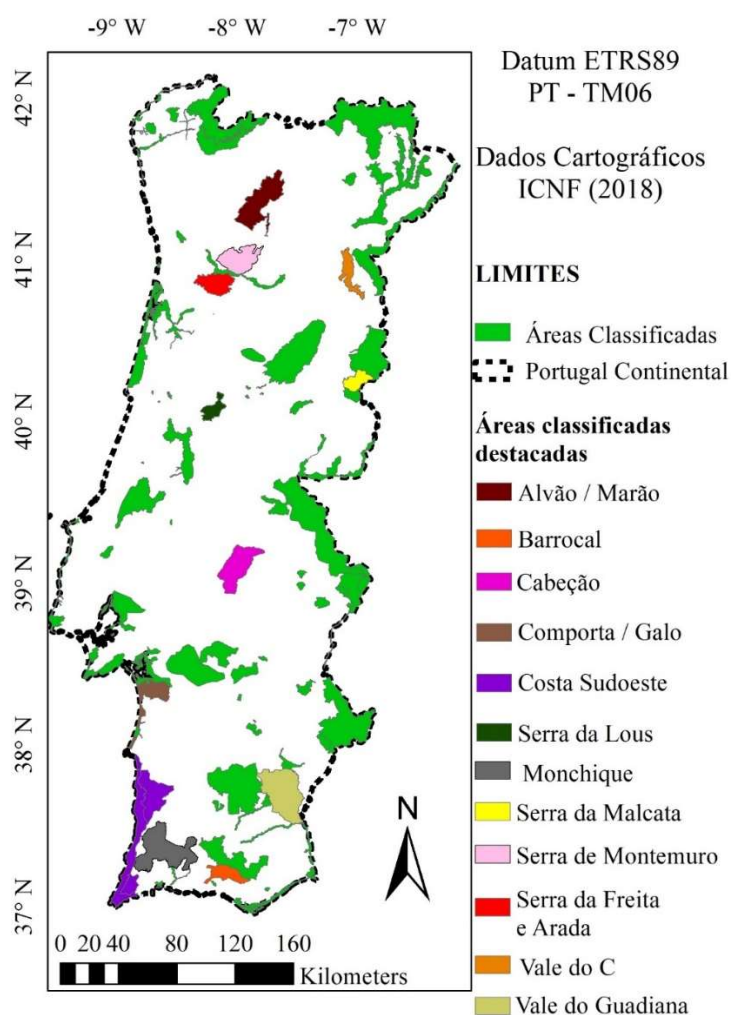 -9° W -8° W -7° W
42° N
41° N
40° N
39° N
38° N
37° N
N
0 20 40 80 120 160
Kilometers
Datum ETRS89
PT - TM06
Dados Cartográficos
ICNF (2018)
LIMITES
Áreas Classificadas
Portugal Continental
Áreas classificadas
destacadas
Alvão / Marão
Barrocal
Cabeção
Comporta / Galo
Costa Sudoeste
Serra da Lous
Monchique
Serra da Malcata
Serra de Montemuro
Serra da Freita
e Arada
Vale do C
Vale do Guadiana